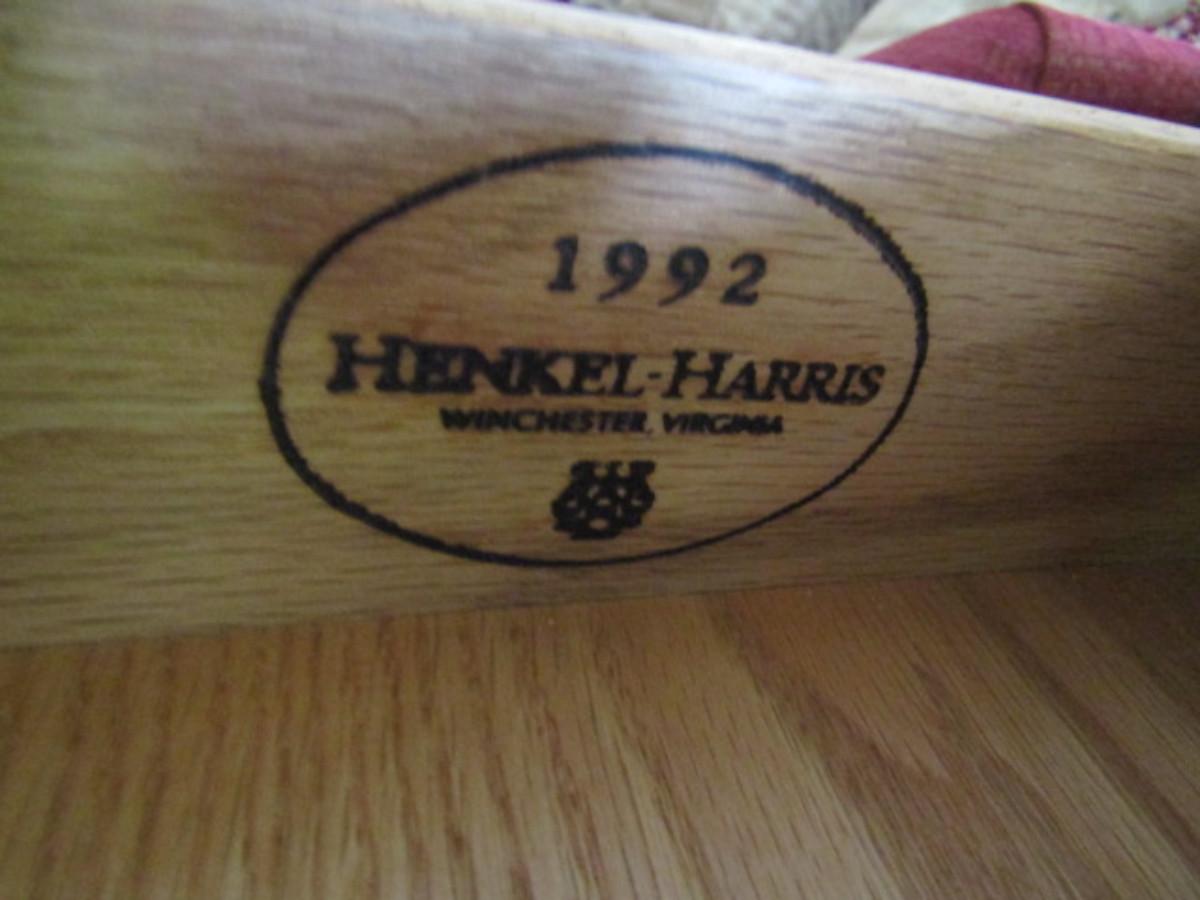 1992
HENKEL-HARRIS
WINCHESTER, VIRGINIA